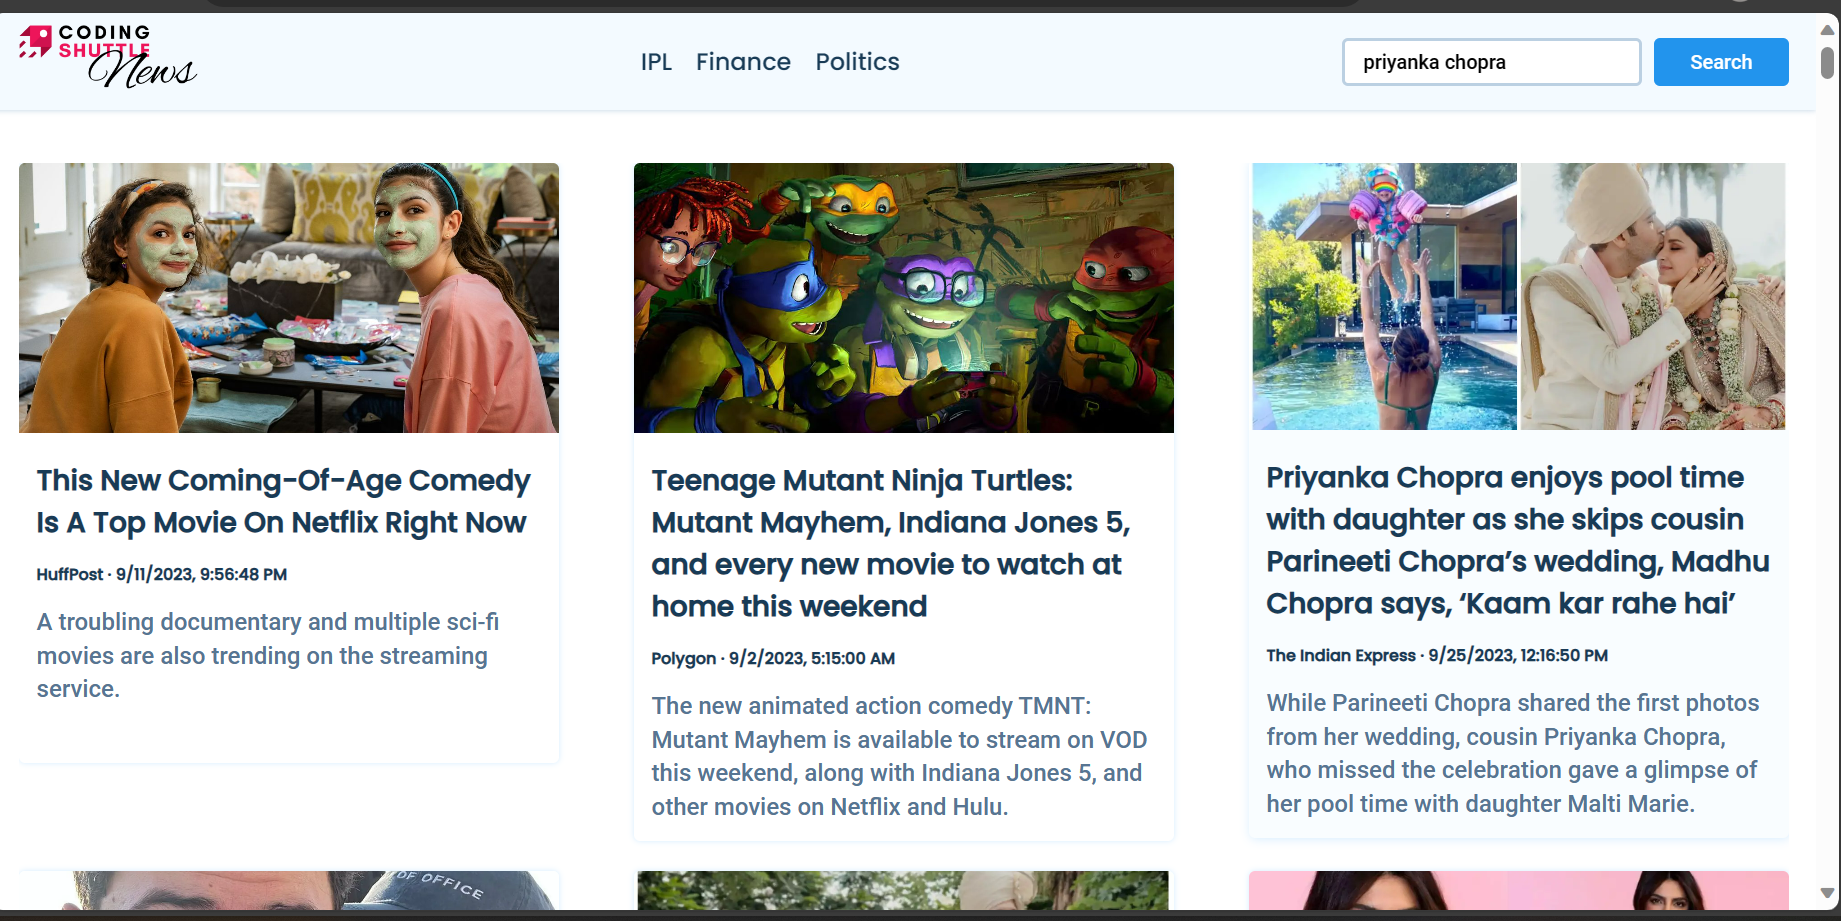 CODING
SHUTTLE
News
IPL Finance Politics
priyanka chopra
Search
This New Coming-Of-Age Comedy
Is A Top Movie On Netflix Right Now
HuffPost · 9/11/2023, 9:56:48 PM
A troubling documentary and multiple sci-fi
movies are also trending on the streaming
service.
Teenage Mutant Ninja Turtles:
Mutant Mayhem, Indiana Jones 5,
and every new movie to watch at
home this weekend
Polygon · 9/2/2023, 5:15:00 AM
The new animated action comedy TMNT:
Mutant Mayhem is available to stream on VOD
this weekend, along with Indiana Jones 5, and
other movies on Netflix and Hulu.
Priyanka Chopra enjoys pool time
with daughter as she skips cousin
Parineeti Chopra’s wedding, Madhu
Chopra says, ‘Kaam kar rahe hai’
The Indian Express · 9/25/2023, 12:16:50 PM
While Parineeti Chopra shared the first photos
from her wedding, cousin Priyanka Chopra,
who missed the celebration gave a glimpse of
her pool time with daughter Malti Marie.
OF OFFICE